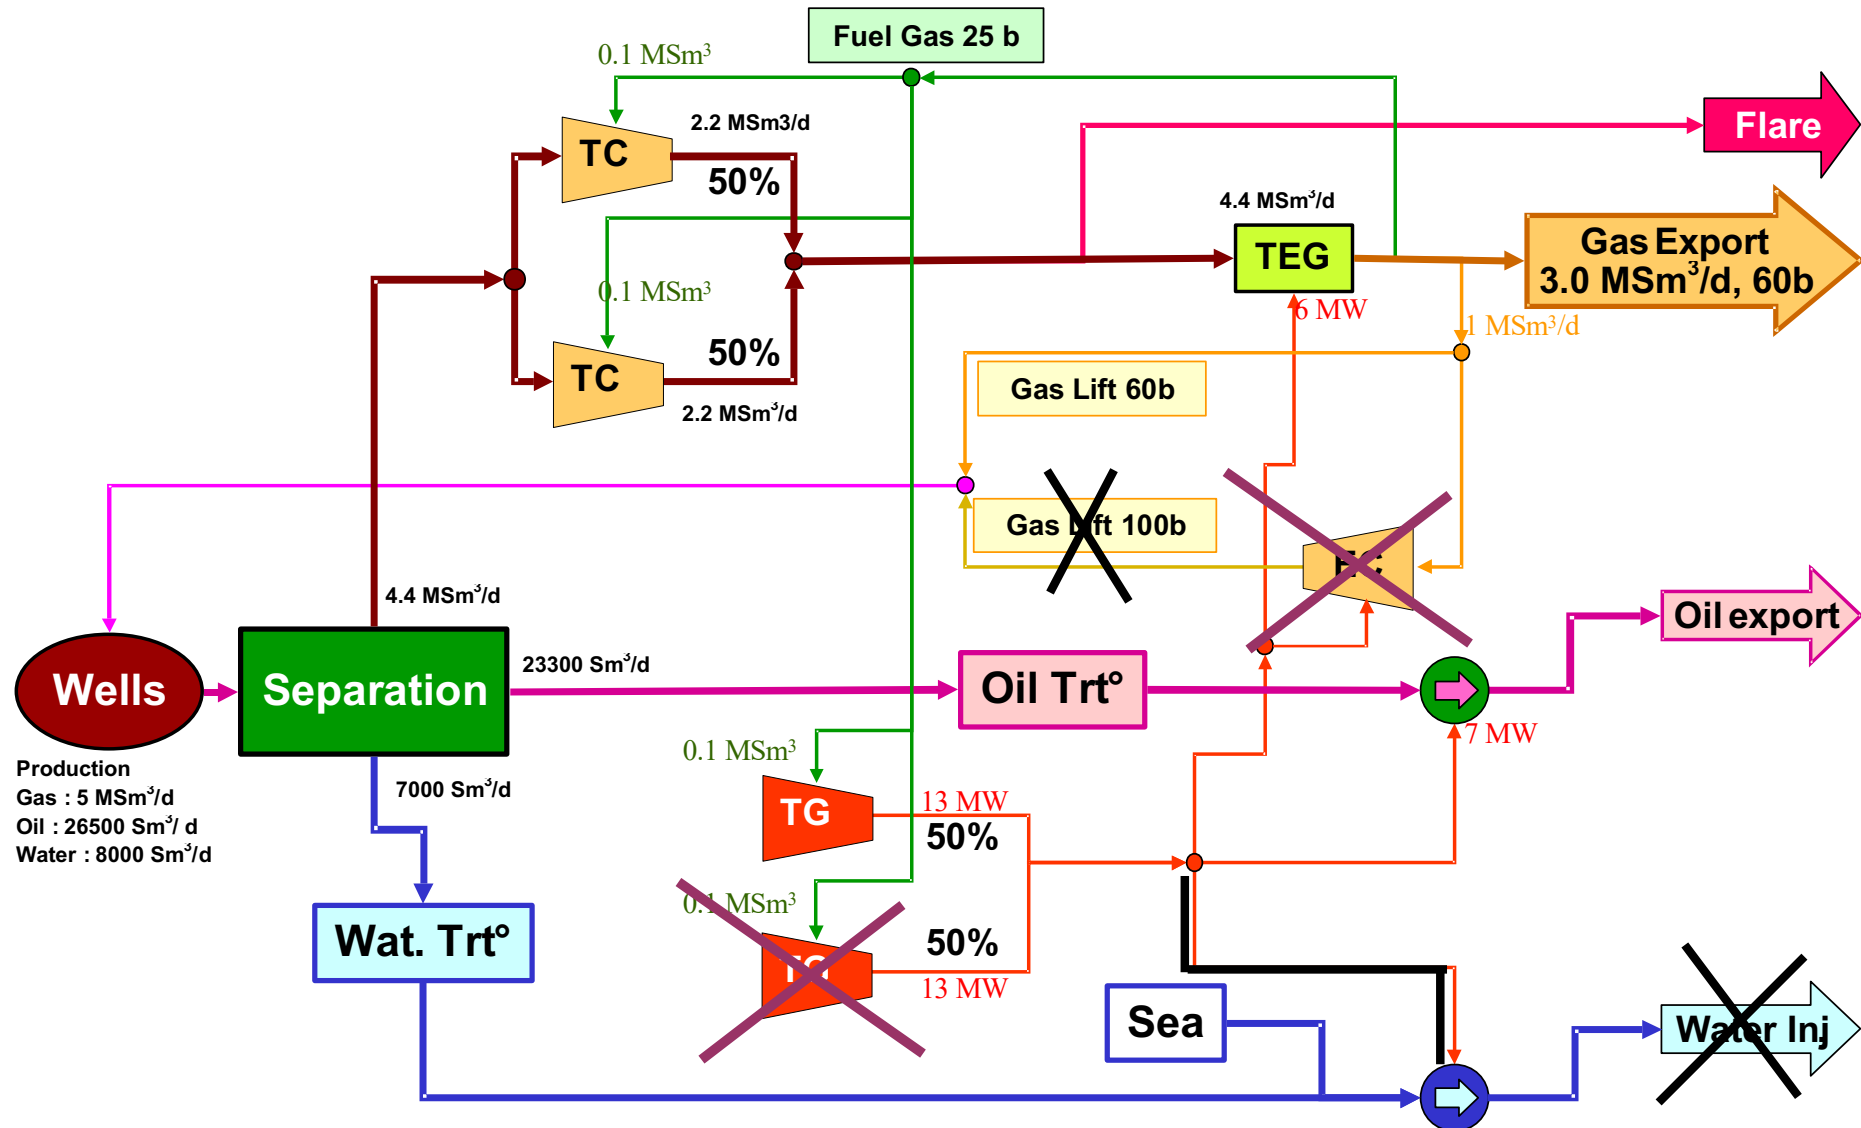 Fuel Gas 25 b
0.1 MSm³
Flare
2.2 MSm3/d
TC
50%
4.4 MSm³/d
TEG
Gas Export
3.0 MSm³/d, 60b
0.1 MSm³
6 MW
1 MSm³/d
50%
TC
2.2 MSm³/d
Gas Lift 60b
Gas Lift 100b
EC
4.4 MSm³/d
Oil export
23300 Sm³/d
Wells
Separation
Oil Trt°
7 MW
Production
Gas : 5 MSm³/d
Oil : 26500 Sm³/ d
Water : 8000 Sm³/d
7000 Sm³/d
0.1 MSm³
TG
13 MW
50%
0.1 MSm³
Wat. Trt°
50%
TG
13 MW
Sea
Water Inj